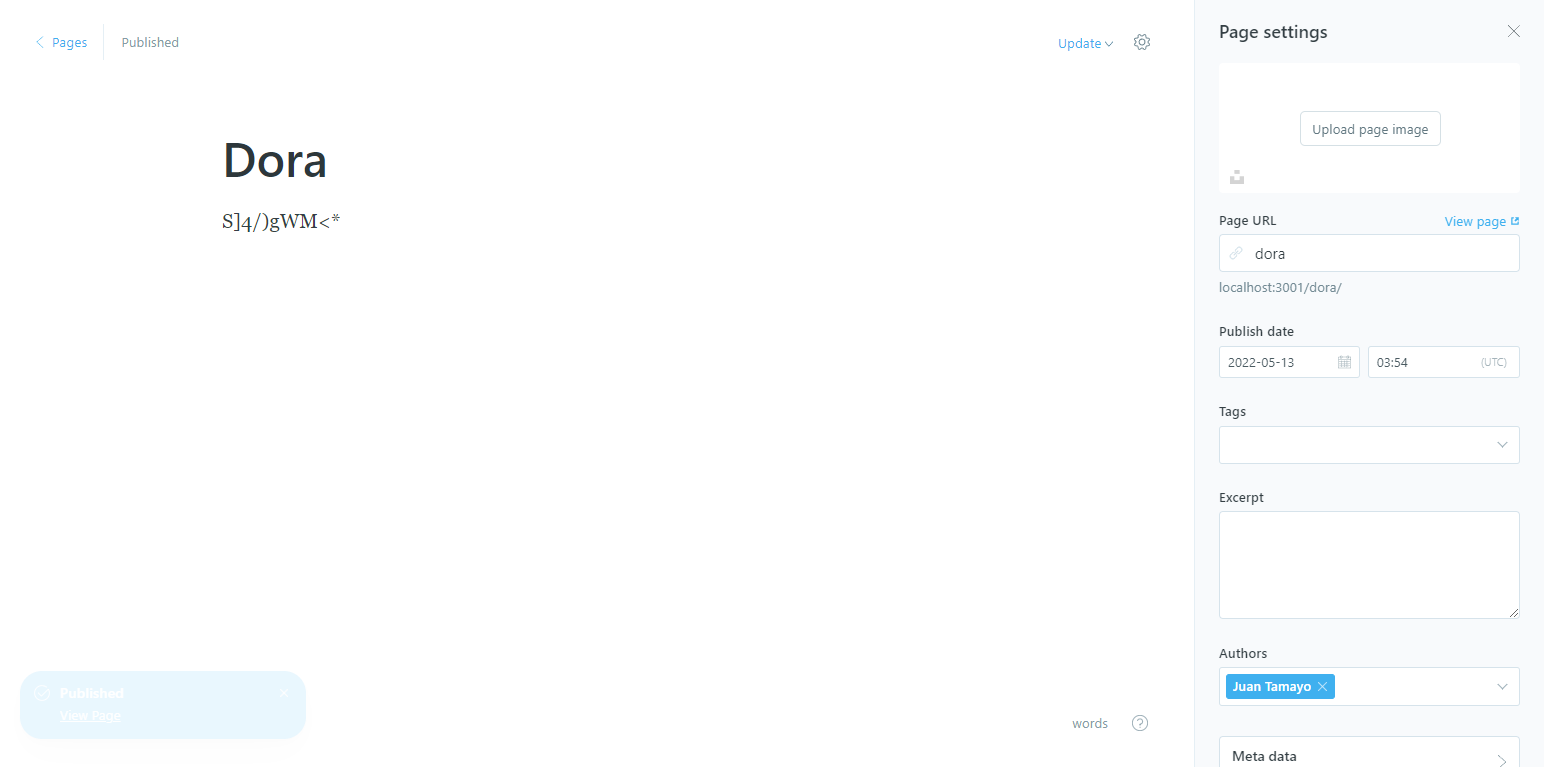 Pages
Published
Update
Dora
S]4/)gWM<*
Published
View Page
words
Page settings
Upload page image
Page URL
View page
dora
localhost:3001/dora/
Publish date
2022-05-13
03:54
(UTC)
Tags
Excerpt
Authors
Juan Tamayo
Meta data